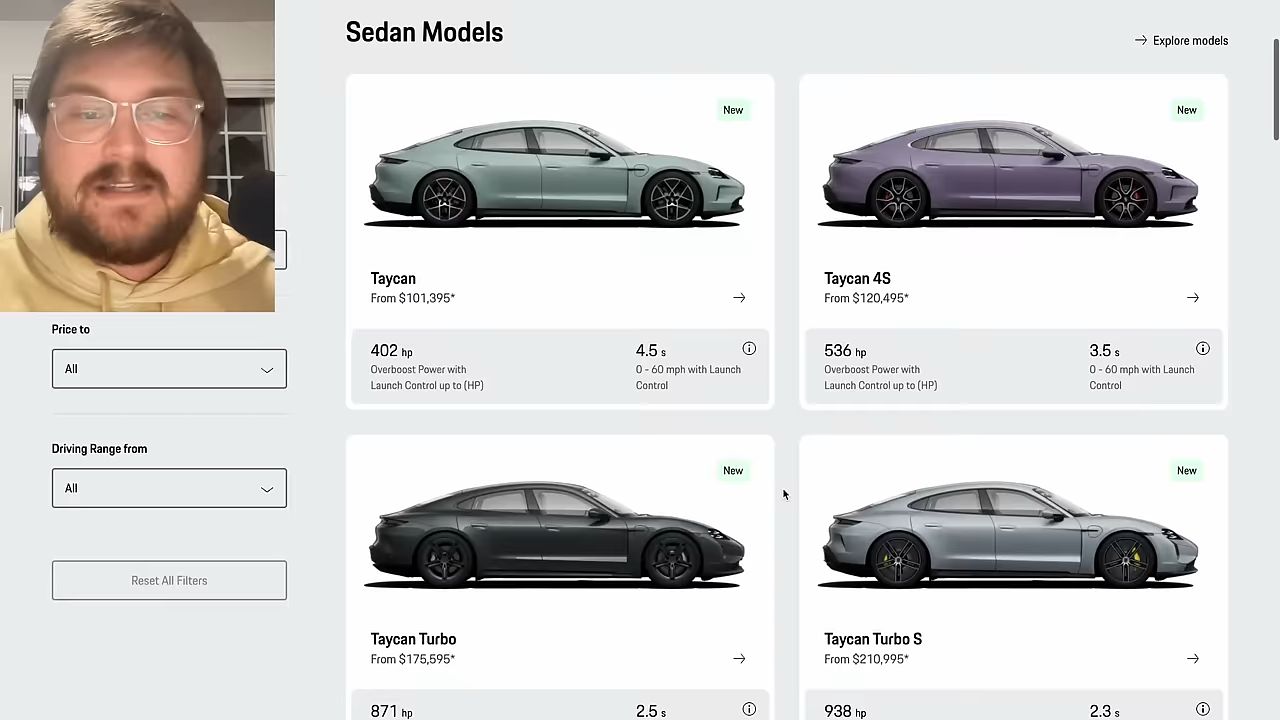 Sedan Models
Explore models
New
Taycan
From $101,395*
402 hp
Overboost Power with
Launch Control up to (HP)
4.5 s
0 - 60 mph with Launch
Control
New
Taycan 4S
From $120,495*
536 hp
Overboost Power with
Launch Control up to (HP)
3.5 s
0 - 60 mph with Launch
Control
Price to
All
Driving Range from
All
Reset All Filters
New
Taycan Turbo
From $175,595*
871 hp
2.5 s
New
Taycan Turbo S
From $210,995*
938 hp
2.3 s